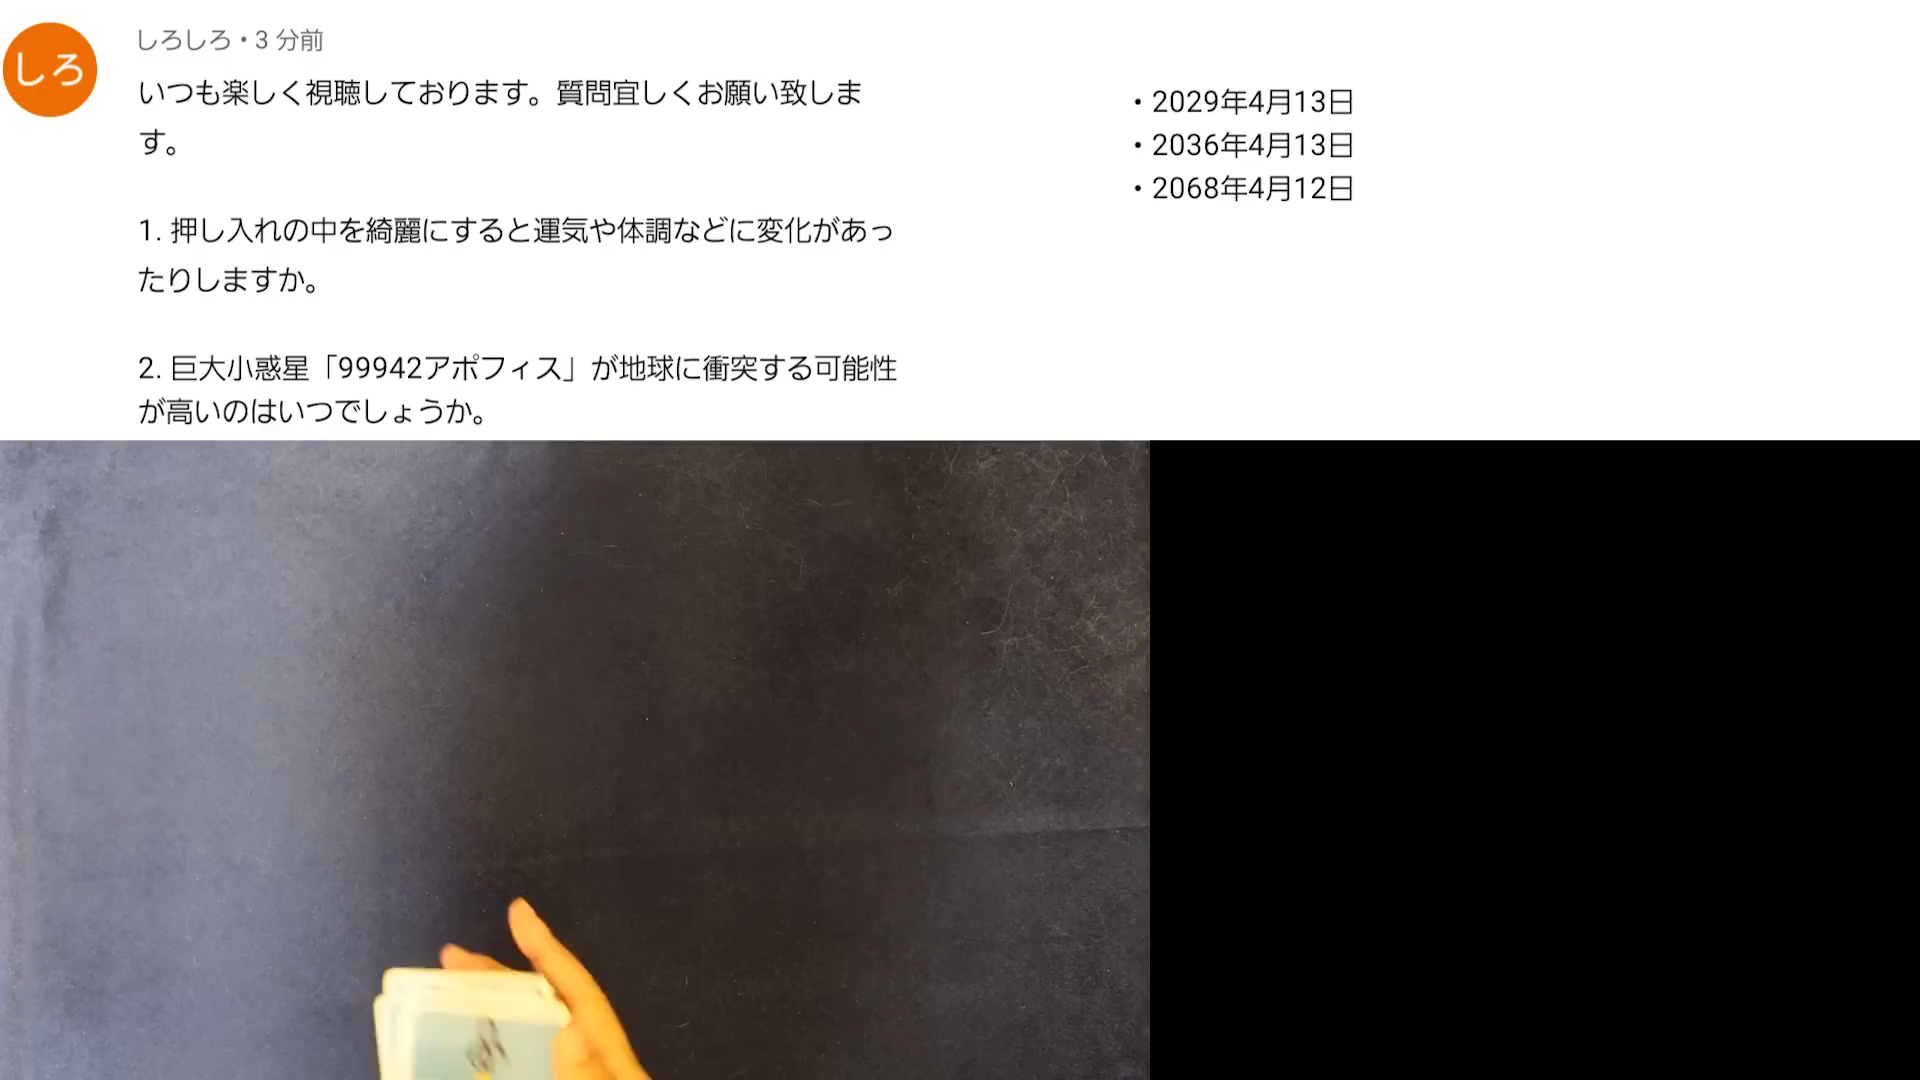 しろ
しろしろ・3 分前
いつも楽しく視聴しております。質問宜しくお願い致しま
す。
1. 押し入れの中を綺麗にすると運気や体調などに変化があっ
たりしますか。
2. 巨大小惑星「99942アポフィス」が地球に衝突する可能性
が高いのはいつでしょうか。
・2029年4月13日
・2036年4月13日
・2068年4月12日